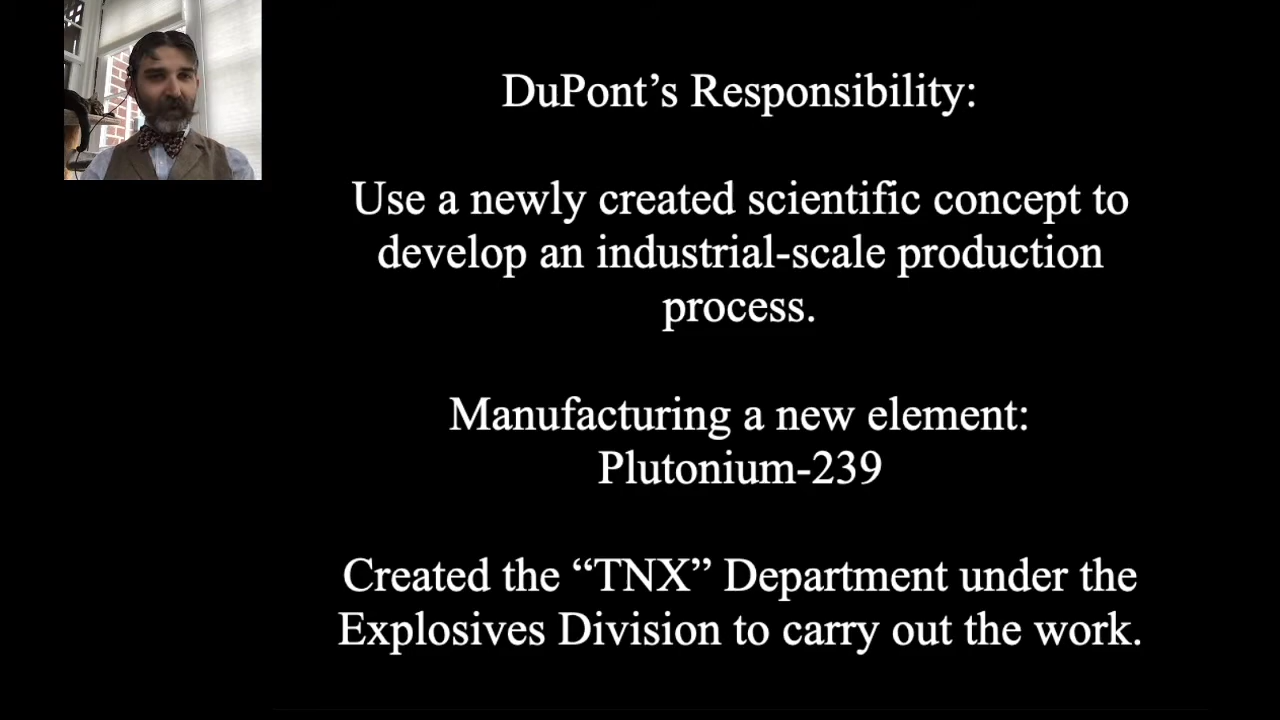 DuPont’s Responsibility:
Use a newly created scientific concept to
develop an industrial-scale production
process.
Manufacturing a new element:
Plutonium-239
Created the “TNX” Department under the
Explosives Division to carry out the work.